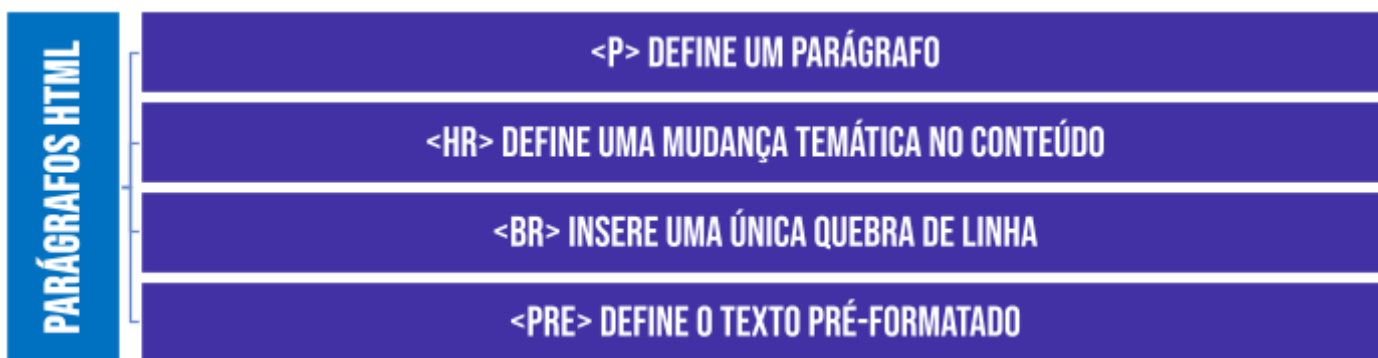 PARÁGRAFOS HTML
<P> DEFINE UM PARÁGRAFO
<HR> DEFINE UMA MUDANÇA TEMÁTICA NO CONTEÚDO
<BR> INSERE UMA ÚNICA QUEBRA DE LINHA
<PRE> DEFINE O TEXTO PRÉ-FORMATADO